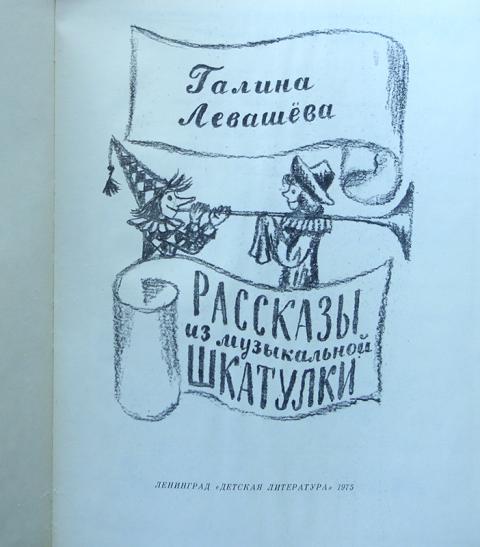 Галина
Левашёва
РАССКАЗЫ
из музыкальной
ШКАТУЛКИ
ЛЕНИНГРАД «ДЕТСКАЯ ЛИТЕРАТУРА» 1975